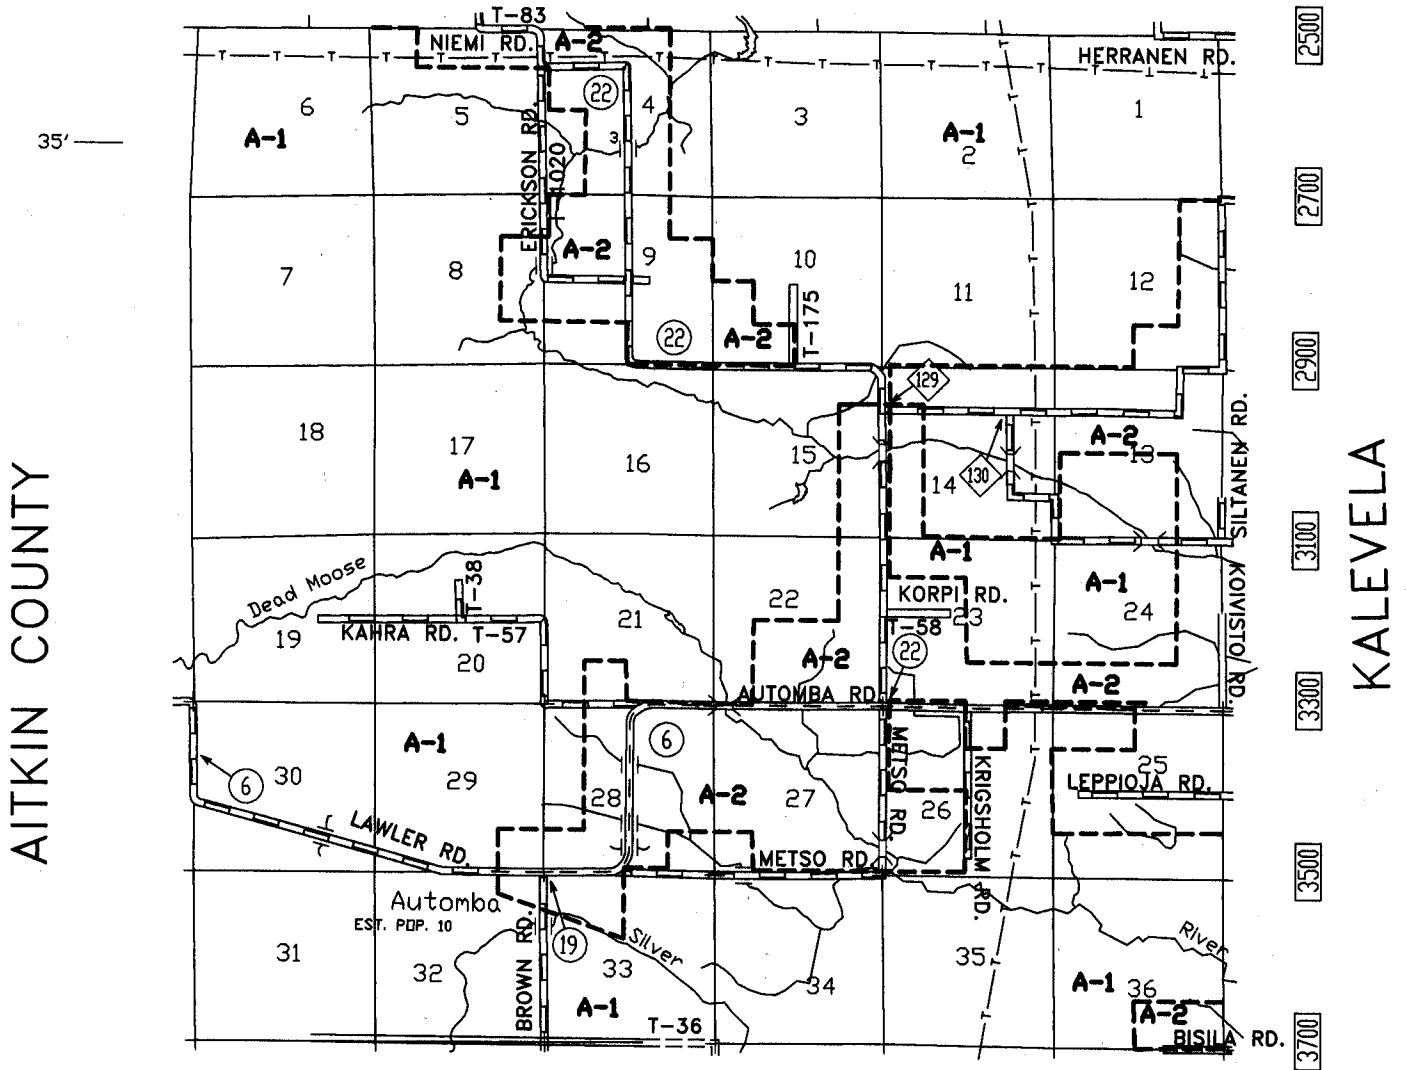 T-83
NIEMI RD.
A-2
HERRANEN RD.
2500
6
5
22
4
3
1
35'
A-1
A-1
2
3
ERICKSON RD.
1020
2700
7
8
A-2
9
10
11
12
T-175
22
A-2
2900
129
18
17
16
15
14
130
A-2
13
A-1
SILTANEN RD.
AITKIN COUNTY
KALEVELA
3100
A-1
Dead Moose
T-38
KAHRA RD. T-57
19
20
21
22
KORPI RD.
T-58
23
A-1
24
KOIVISTO RD.
22
A-2
A-2
AUTOMBA RD.
3300
A-1
6
6
30
29
28
A-2
27
METSO RD.
26
KRIGSHOLM RD.
25
LEPPIOJA RD.
LAWLER RD.
METSO RD.
3500
Automba
EST. POP. 10
BROWN RD.
19
Silver
River
31
32
33
34
35
A-1
36
A-1
A-2
T-36
BISILA RD.
3700